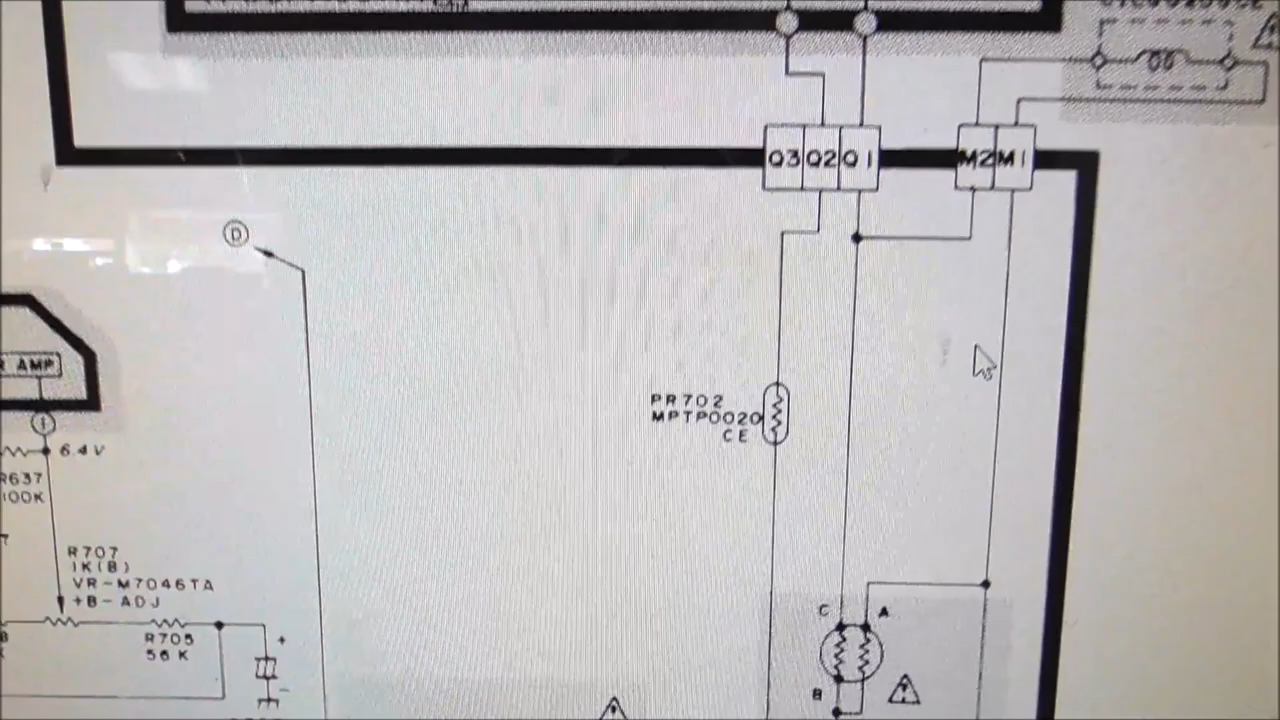 Q3 Q2 Q1
M2 M1
D
AMP
1
6.4V
R637
100K
PR702
MPTP0020
CE
R707
1K(B)
VR-M7046TA
+B-ADJ
R705
56K
+
-
C
A
B